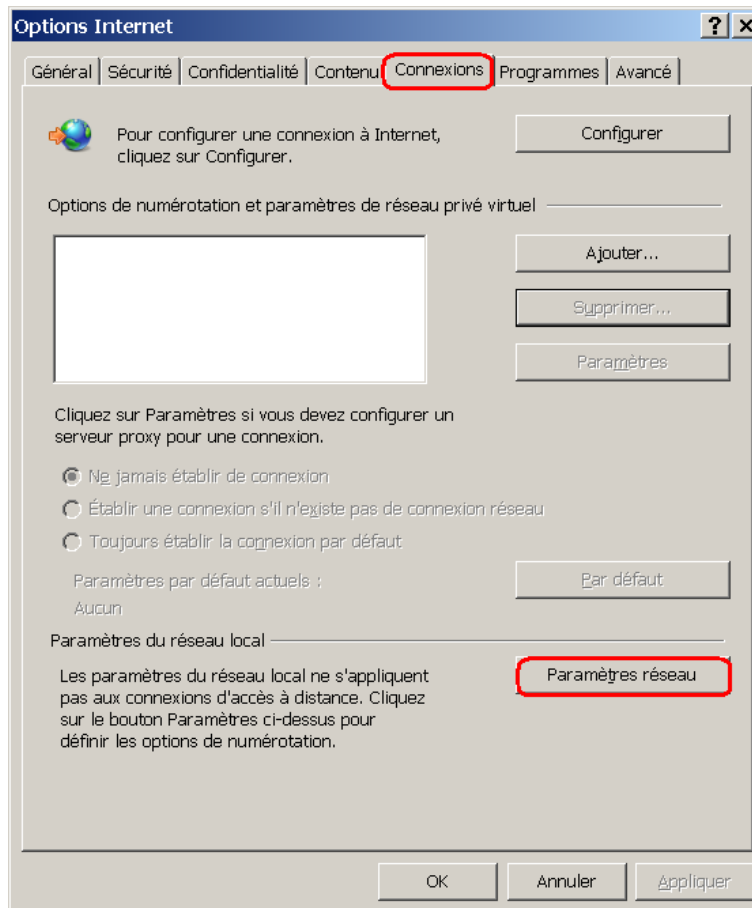 Options Internet
Général Sécurité Confidentialité Contenu Connexions Programmes Avancé
Pour configurer une connexion à Internet,
cliquez sur Configurer.
Configurer
Options de numérotation et paramètres de réseau privé virtuel
Ajouter...
Supprimer...
Paramètres
Cliquez sur Paramètres si vous devez configurer un
serveur proxy pour une connexion.
Ne jamais établir de connexion
Établir une connexion s'il n'existe pas de connexion réseau
Toujours établir la connexion par défaut
Paramètres par défaut actuels :
Aucun
Par défaut
Paramètres du réseau local
Les paramètres du réseau local ne s'appliquent
pas aux connexions d'accès à distance. Cliquez
sur le bouton Paramètres ci-dessus pour
définir les options de numérotation.
Paramètres réseau
OK Annuler Appliquer